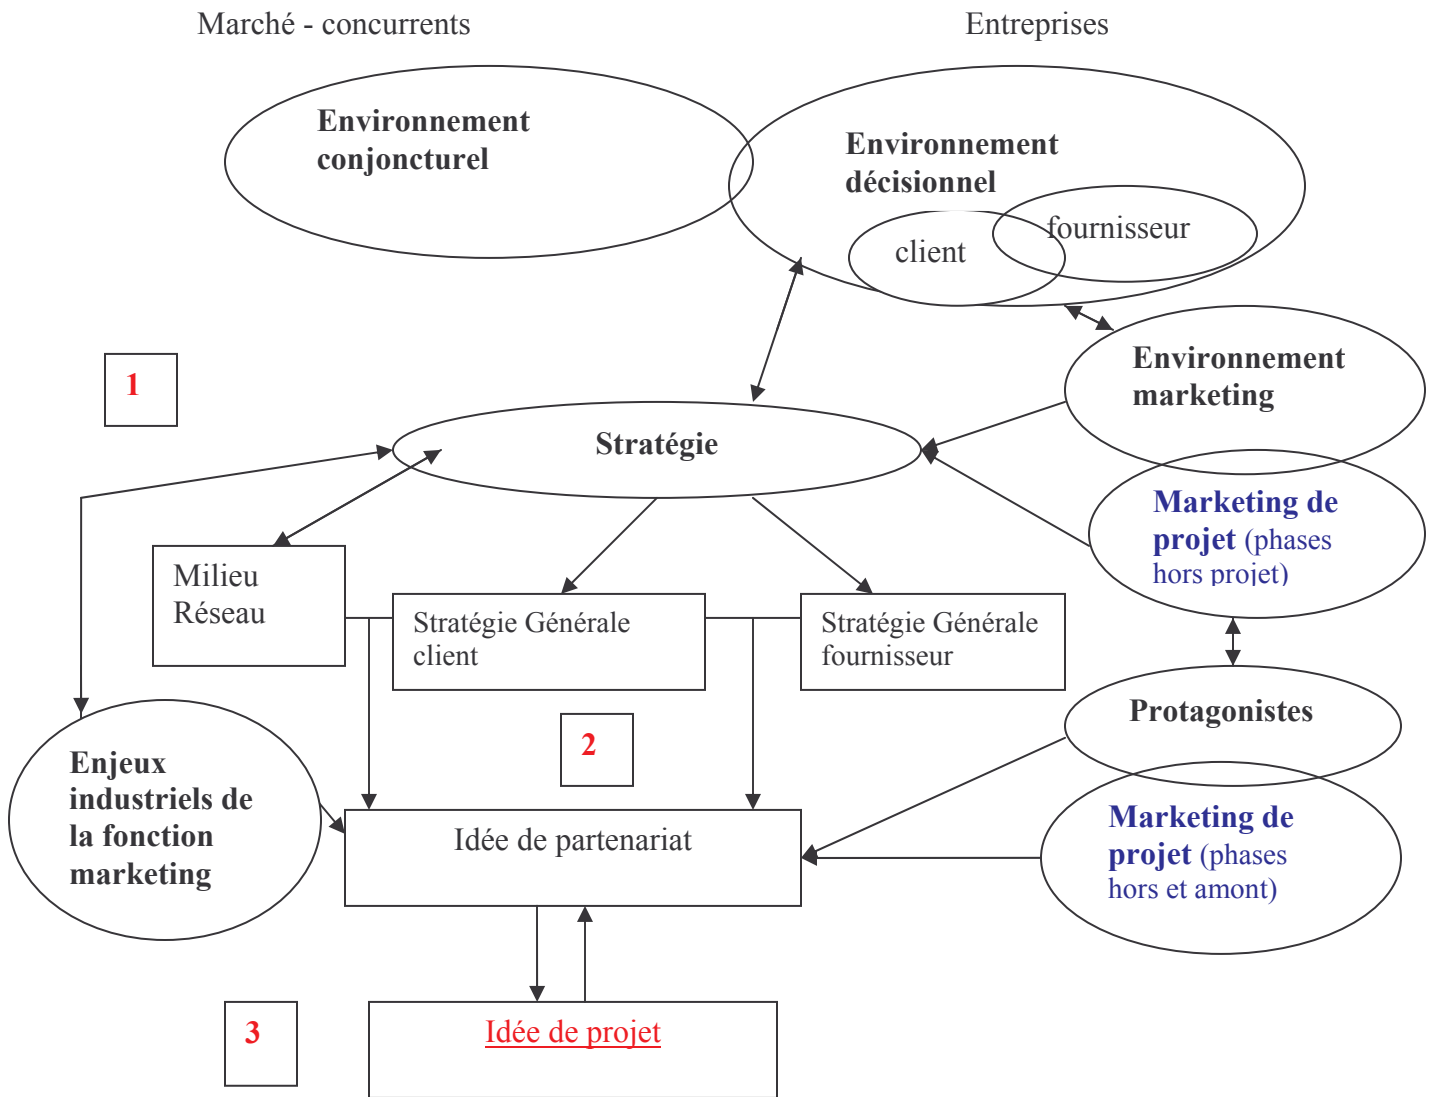 Marché - concurrents
Entreprises
Environnement
conjoncturel
Environnement
décisionnel
client
fournisseur
Environnement
marketing
1
Stratégie
Marketing de
projet (phases
hors projet)
Milieu
Réseau
Stratégie Générale
client
Stratégie Générale
fournisseur
Protagonistes
2
Enjeux
industriels de
la fonction
marketing
Idée de partenariat
Marketing de
projet (phases
hors et amont)
3
Idée de projet